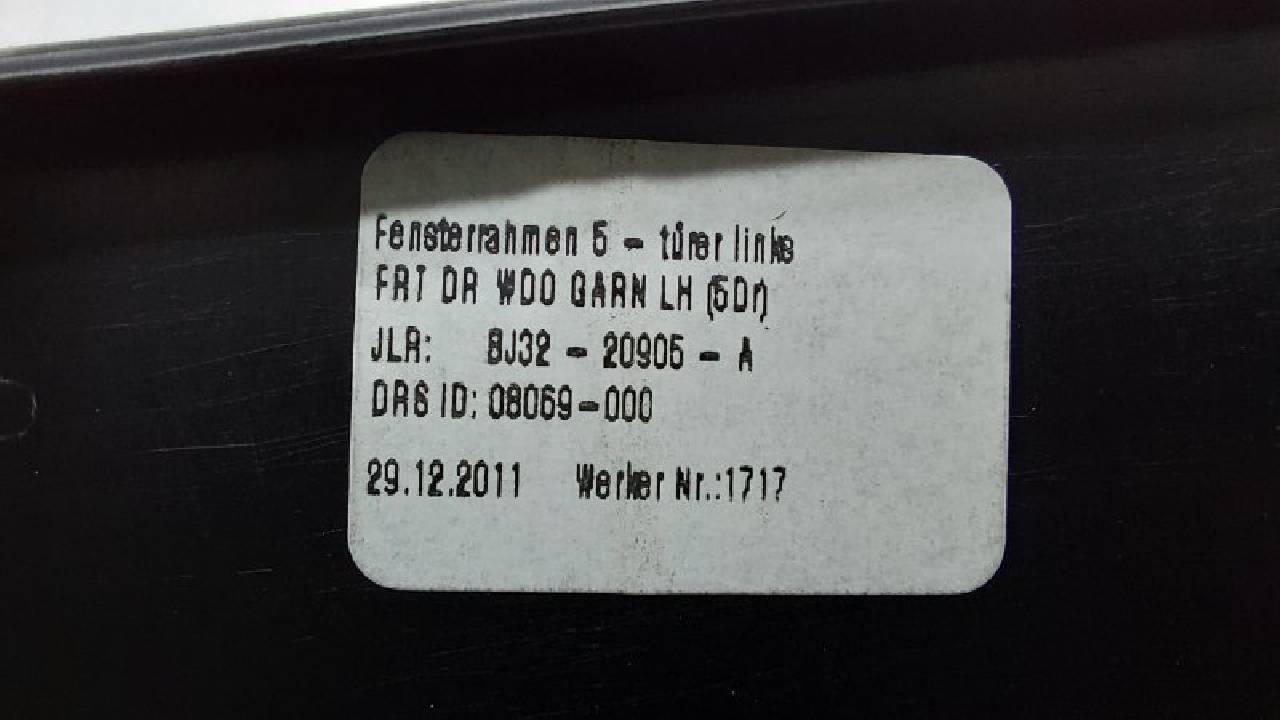 Fensterrahmen 5 - türer links
FRT DR WDO GARN LH (5Dr)
JLR: BJ32 - 20905 - A
DRS ID: 08069-000
29.12.2011 Werker Nr.:1717